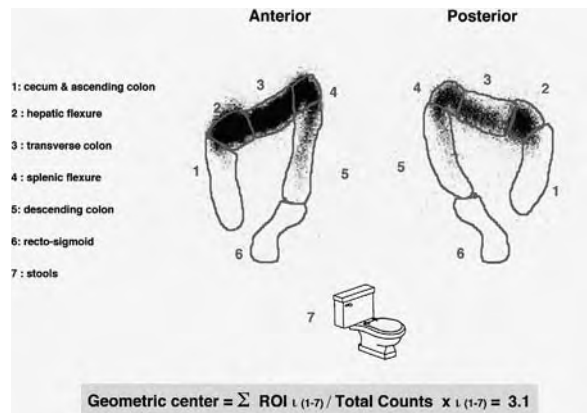 Anterior
Posterior
3
2
4
1
5
6
4
3
2
5
1
6
1: cecum & ascending colon
2 : hepatic flexure
3 : transverse colon
4 : splenic flexure
5: descending colon
6: recto-sigmoid
7 : stools
7
Geometric center = Σ ROI i. (1-7) / Total Counts x i. (1-7) = 3.1